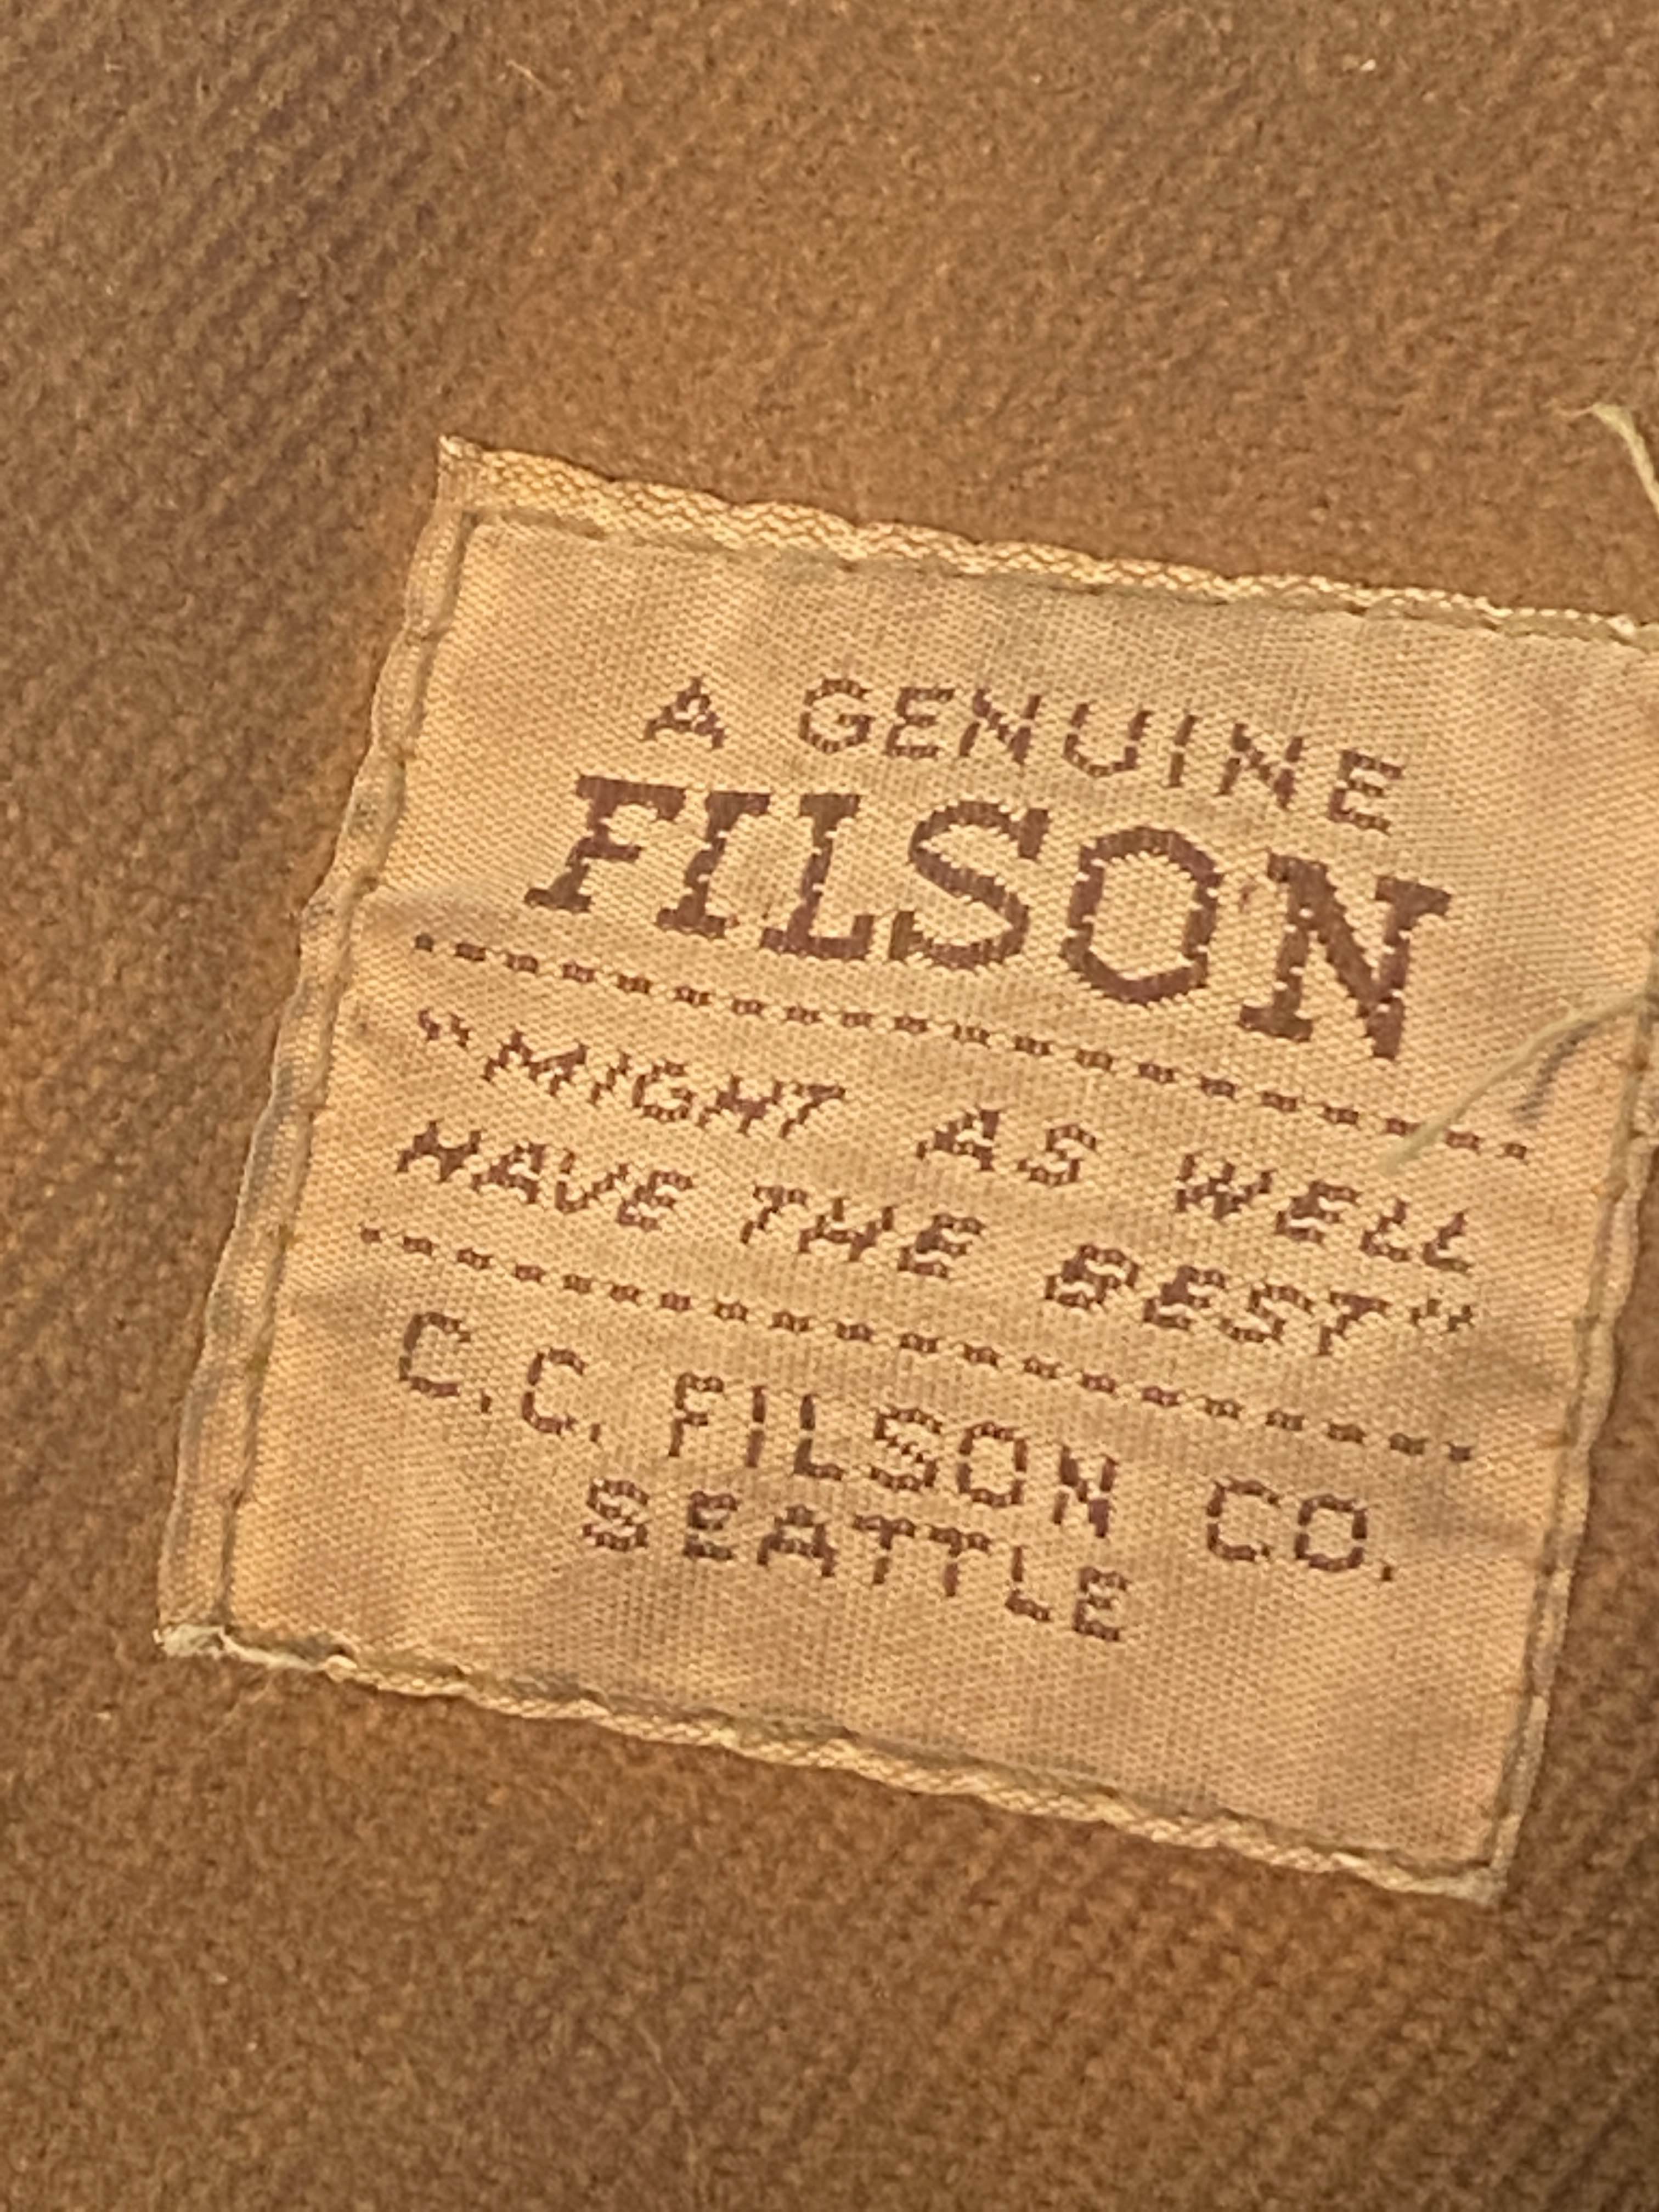 A GENUINE
FILSON
"MIGHT AS WELL
HAVE THE BEST"
C.C. FILSON CO.
SEATTLE